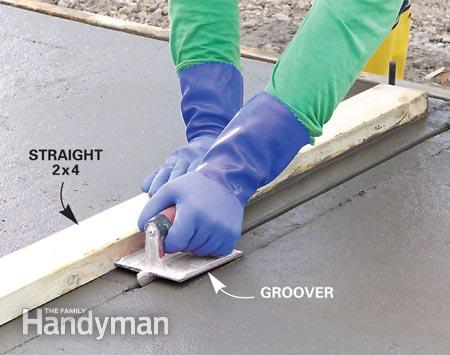 STRAIGHT
2x4
GROOVER
THE FAMILY
Handyman